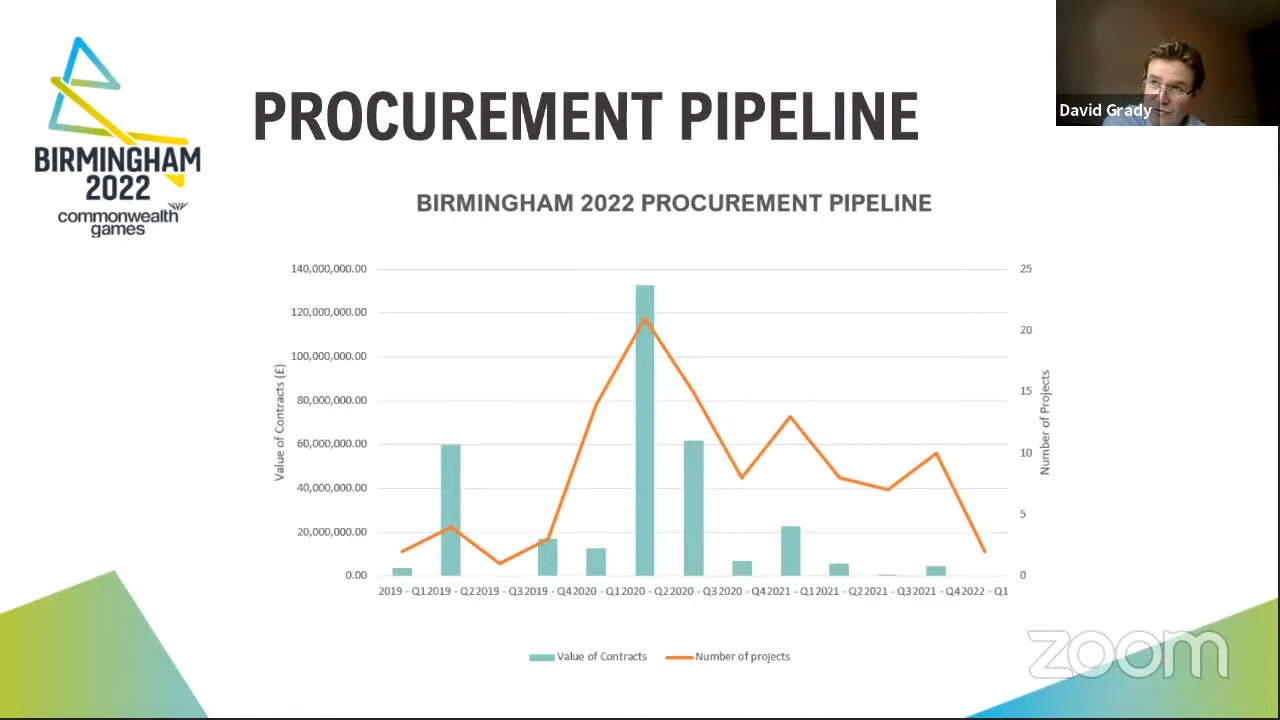 David Grady
BIRMINGHAM
2022
commonwealth
games
PROCUREMENT PIPELINE
BIRMINGHAM 2022 PROCUREMENT PIPELINE
Value of Contracts (£)
140,000,000.00
120,000,000.00
100,000,000.00
80,000,000.00
60,000,000.00
40,000,000.00
20,000,000.00
0.00
25
20
15
10
5
0
Number of Projects
2019 - Q1 2019 - Q2 2019 - Q3 2019 - Q4 2020 - Q1 2020 - Q2 2020 - Q3 2020 - Q4 2021 - Q1 2021 - Q2 2021 - Q3 2021 - Q4 2022 - Q1
Value of Contracts Number of projects
zoom